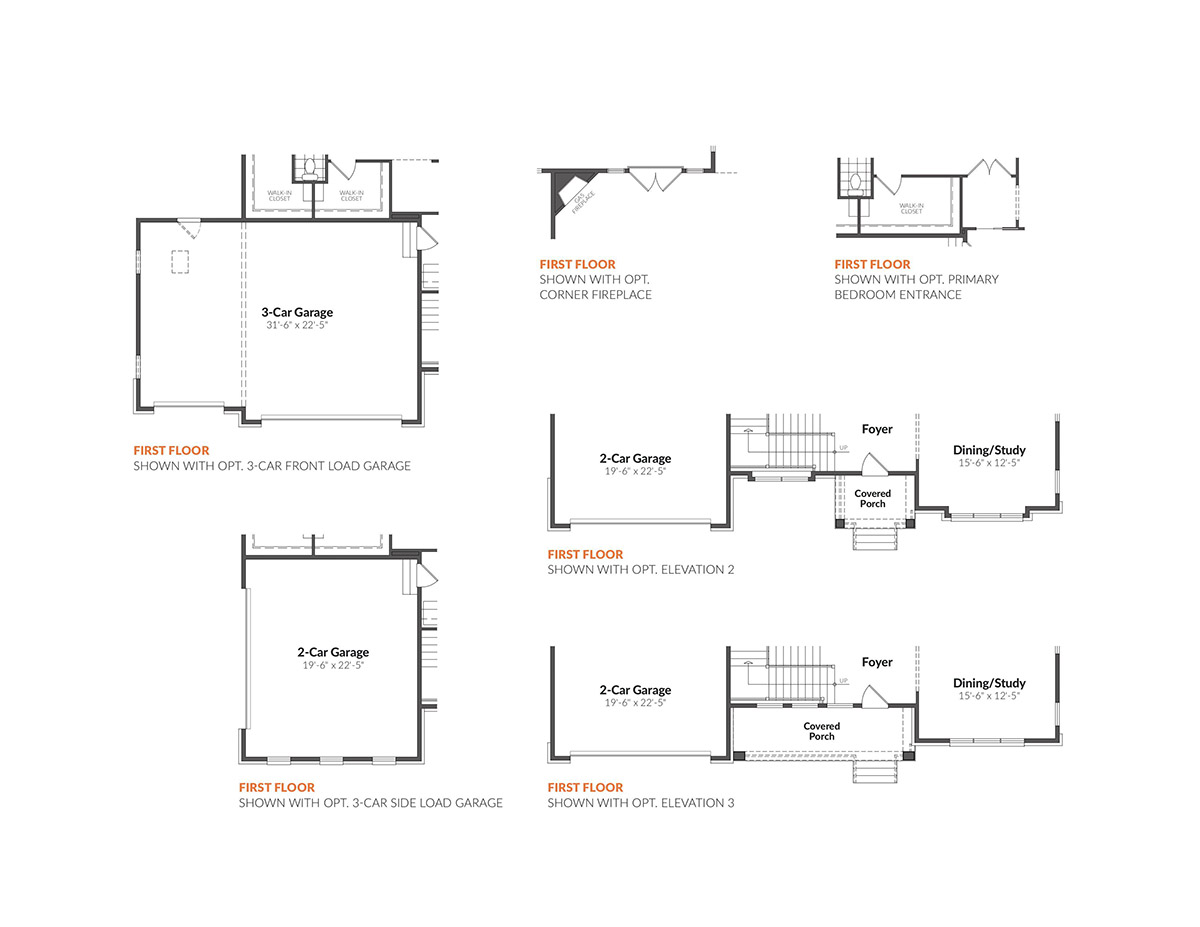 WALK-IN
CLOSET
WALK-IN
CLOSET
3-Car Garage
31'-6" x 22'-5"
FIRST FLOOR
SHOWN WITH OPT. 3-CAR FRONT LOAD GARAGE
GAS
FIREPLACE
FIRST FLOOR
SHOWN WITH OPT.
CORNER FIREPLACE
WALK-IN
CLOSET
FIRST FLOOR
SHOWN WITH OPT. PRIMARY
BEDROOM ENTRANCE
2-Car Garage
19'-6" x 22'-5"
UP
Foyer
Covered
Porch
Dining/Study
15'-6" x 12'-5"
FIRST FLOOR
SHOWN WITH OPT. ELEVATION 2
2-Car Garage
19'-6" x 22'-5"
FIRST FLOOR
SHOWN WITH OPT. 3-CAR SIDE LOAD GARAGE
2-Car Garage
19'-6" x 22'-5"
UP
Foyer
Covered
Porch
Dining/Study
15'-6" x 12'-5"
FIRST FLOOR
SHOWN WITH OPT. ELEVATION 3